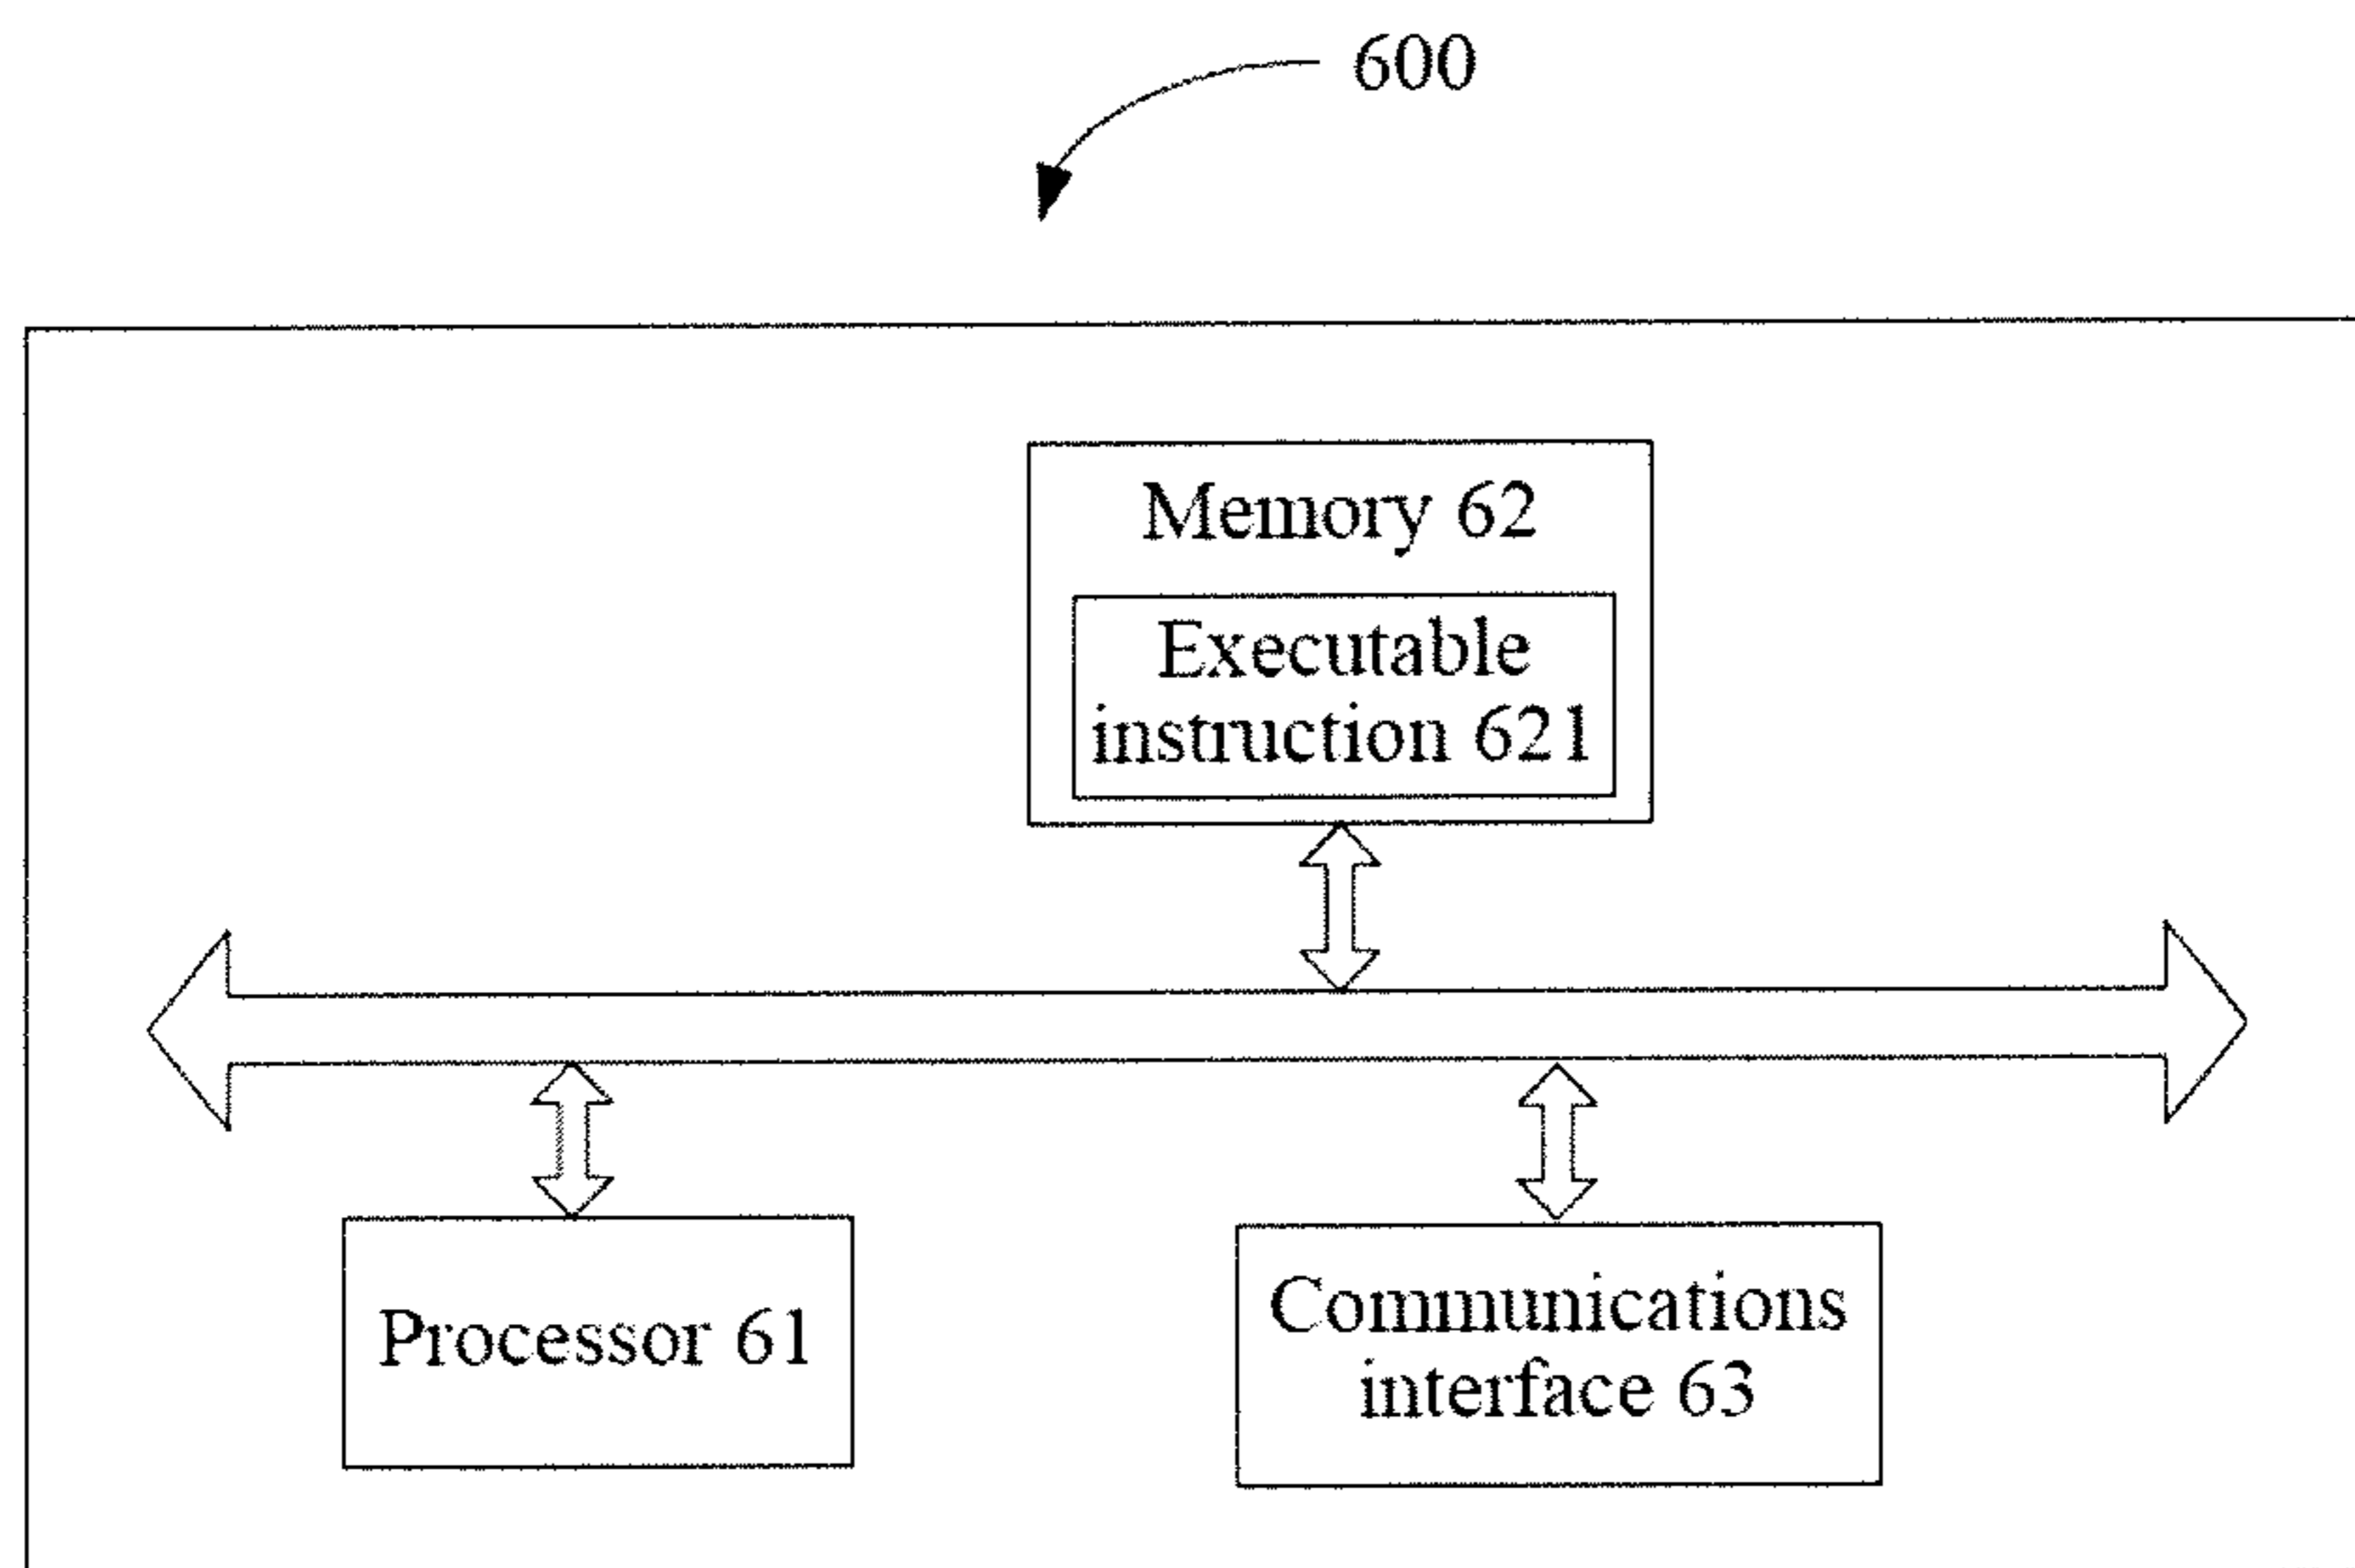 600
Memory 62
Executable
instruction 621
Processor 61
Communications
interface 63